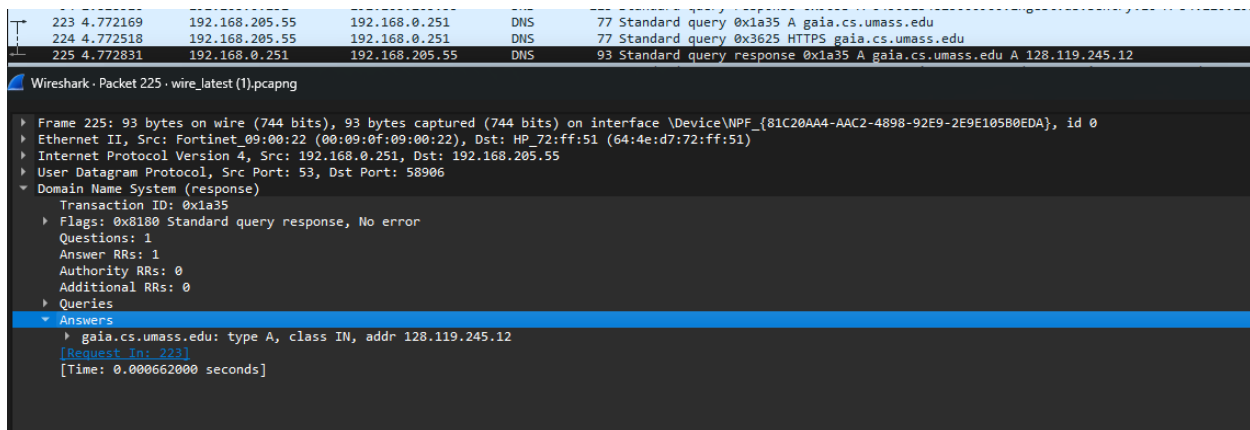 223 4.772169 192.168.205.55 192.168.0.251 DNS 77 Standard query 0x1a35 A gaia.cs.umass.edu
224 4.772518 192.168.205.55 192.168.0.251 DNS 77 Standard query 0x3625 HTTPS gaia.cs.umass.edu
225 4.772831 192.168.0.251 192.168.205.55 DNS 93 Standard query response 0x1a35 A gaia.cs.umass.edu A 128.119.245.12
Wireshark · Packet 225 · wire_latest (1).pcapng
Frame 225: 93 bytes on wire (744 bits), 93 bytes captured (744 bits) on interface \Device\NPF_{81C20AA4-AAC2-4898-92E9-2E9E105B0EDA}, id 0
Ethernet II, Src: Fortinet_09:00:22 (00:09:0f:09:00:22), Dst: HP_72:ff:51 (64:4e:d7:72:ff:51)
Internet Protocol Version 4, Src: 192.168.0.251, Dst: 192.168.205.55
User Datagram Protocol, Src Port: 53, Dst Port: 58906
Domain Name System (response)
Transaction ID: 0x1a35
Flags: 0x8180 Standard query response, No error
Questions: 1
Answer RRs: 1
Authority RRs: 0
Additional RRs: 0
Queries
Answers
gaia.cs.umass.edu: type A, class IN, addr 128.119.245.12
[Request In: 223]
[Time: 0.000662000 seconds]